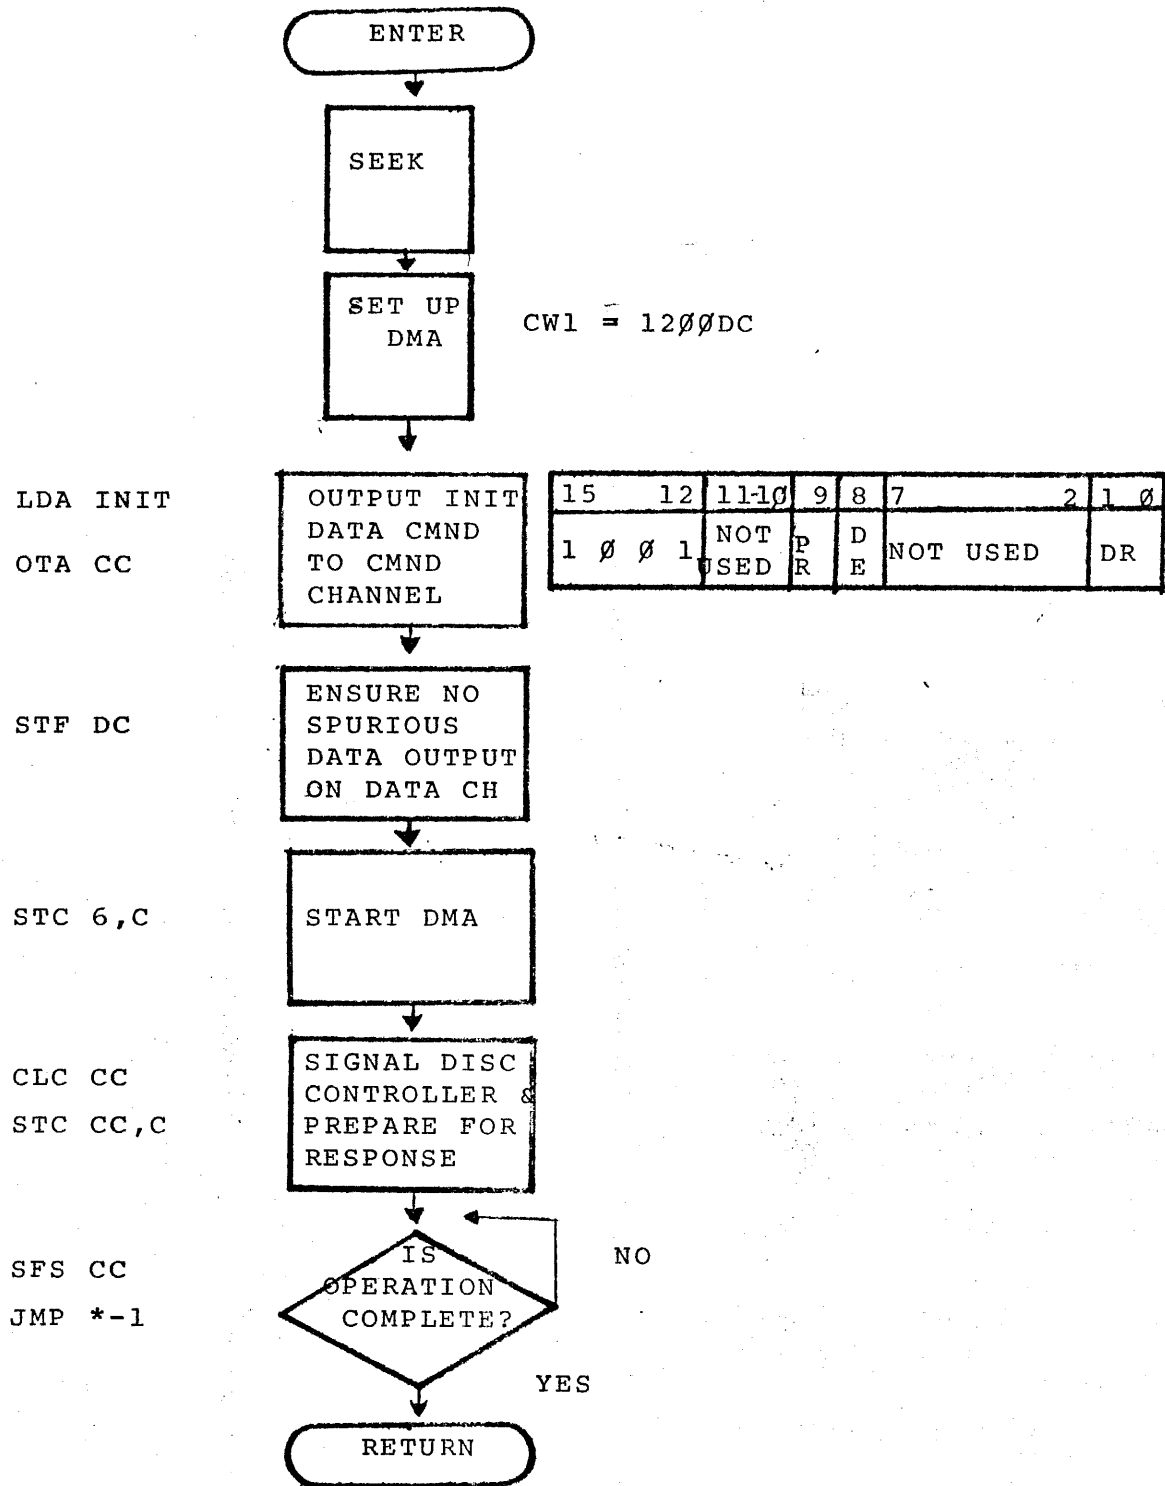 ENTER
SEEK
SET UP
DMA
CW1 = 12ØØDC
LDA INIT
OTA CC
OUTPUT INIT
DATA CMND
TO CMND
CHANNEL
15 12 11-1Ø 9 8 7 2 1 Ø
1 Ø Ø 1 NOT USED PR DE NOT USED DR
STF DC
ENSURE NO
SPURIOUS
DATA OUTPUT
ON DATA CH
STC 6,C
START DMA
CLC CC
STC CC,C
SIGNAL DISC
CONTROLLER &
PREPARE FOR
RESPONSE
SFS CC
JMP *-1
IS
OPERATION
COMPLETE?
NO
YES
RETURN